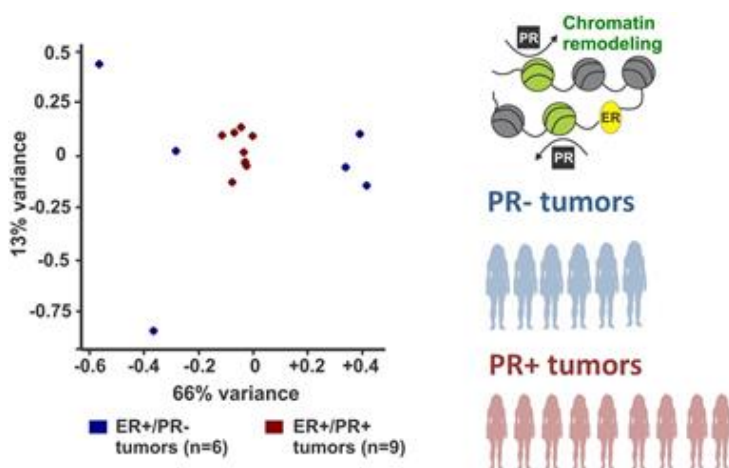 0.5
0.25
0
-0.25
-0.5
-0.75
13% variance
-0.6
-0.4
-0.2
0
+0.2
+0.4
66% variance
ER+/PR-
tumors (n=6)
ER+/PR+
tumors (n=9)
PR
Chromatin
remodeling
ER
PR
PR- tumors
PR+ tumors